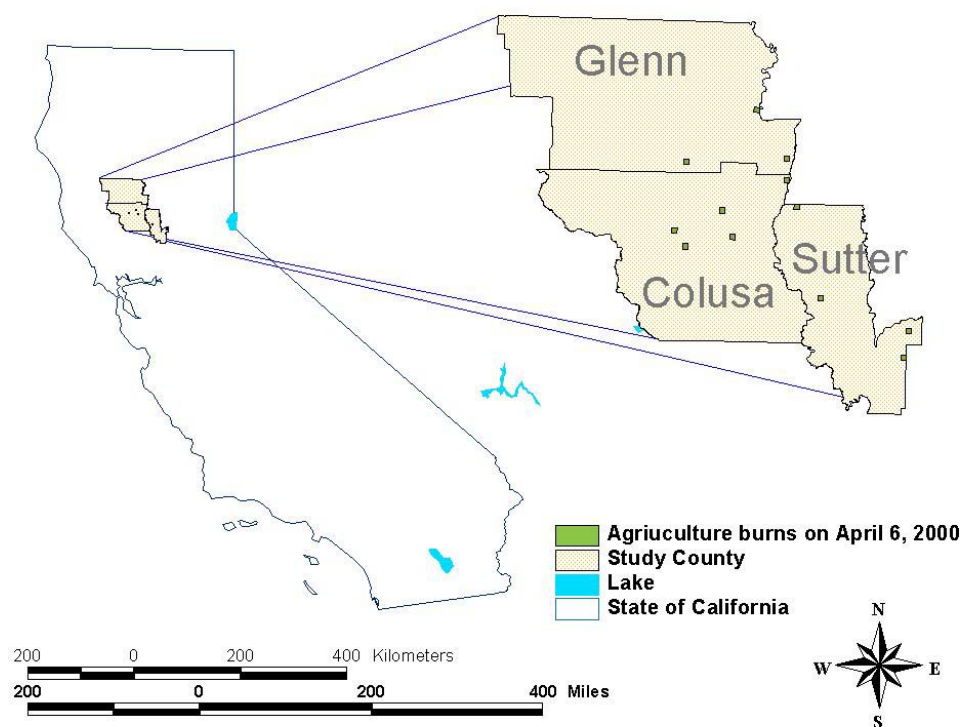 Glenn
Sutter
Colusa
Agriuculture burns on April 6, 2000
Study County
Lake
State of California
N
W E
S
200 0 200 400 Kilometers
200 0 200 400 Miles